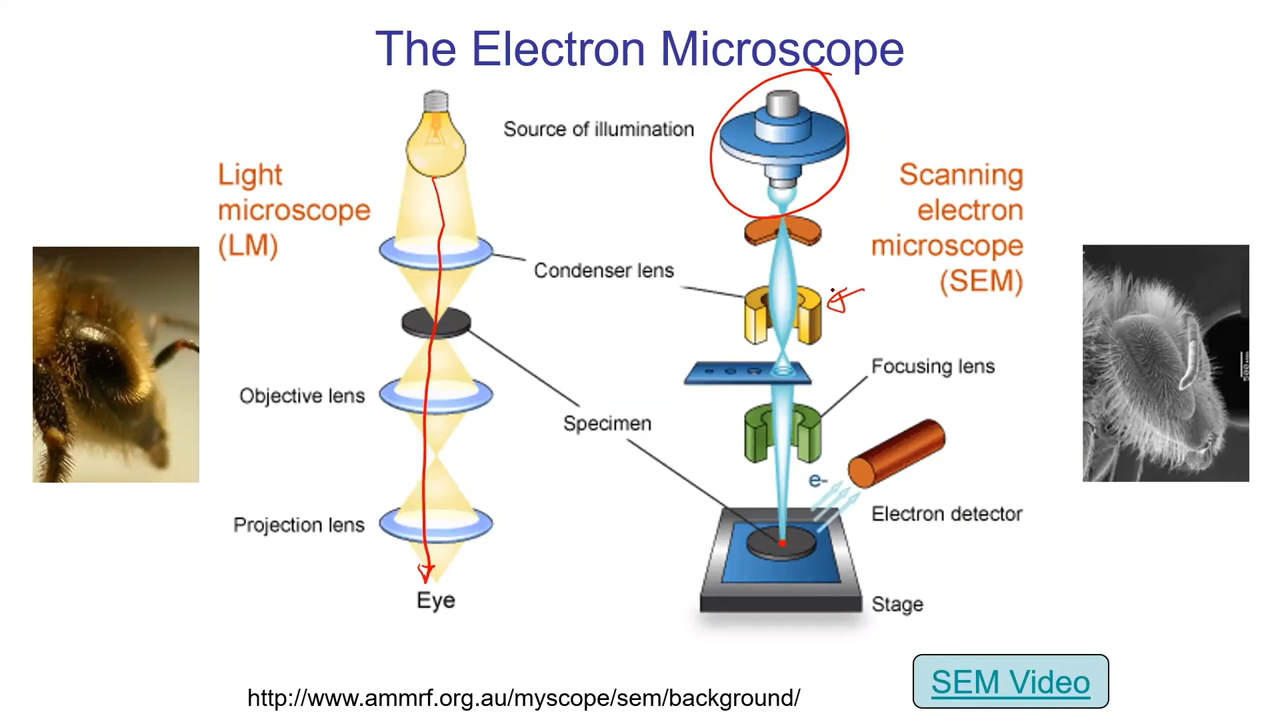 The Electron Microscope
Source of illumination
Light
microscope
(LM)
Scanning
electron
microscope
(SEM)
Condenser lens
Focusing lens
Objective lens
Specimen
e-
Electron detector
Projection lens
Eye
Stage
SEM Video
http://www.ammrf.org.au/myscope/sem/background/